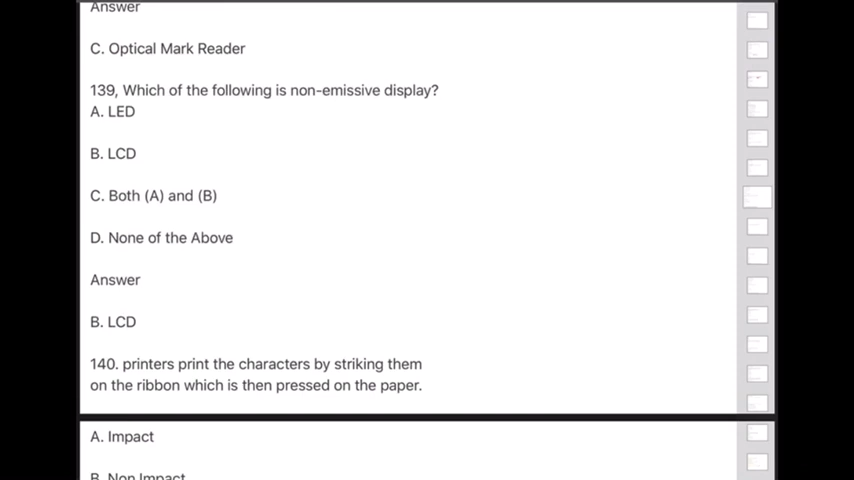 Answer
C. Optical Mark Reader
139, Which of the following is non-emissive display?
A. LED
B. LCD
C. Both (A) and (B)
D. None of the Above
Answer
B. LCD
140. printers print the characters by striking them
on the ribbon which is then pressed on the paper.
A. Impact
B. Non Impact